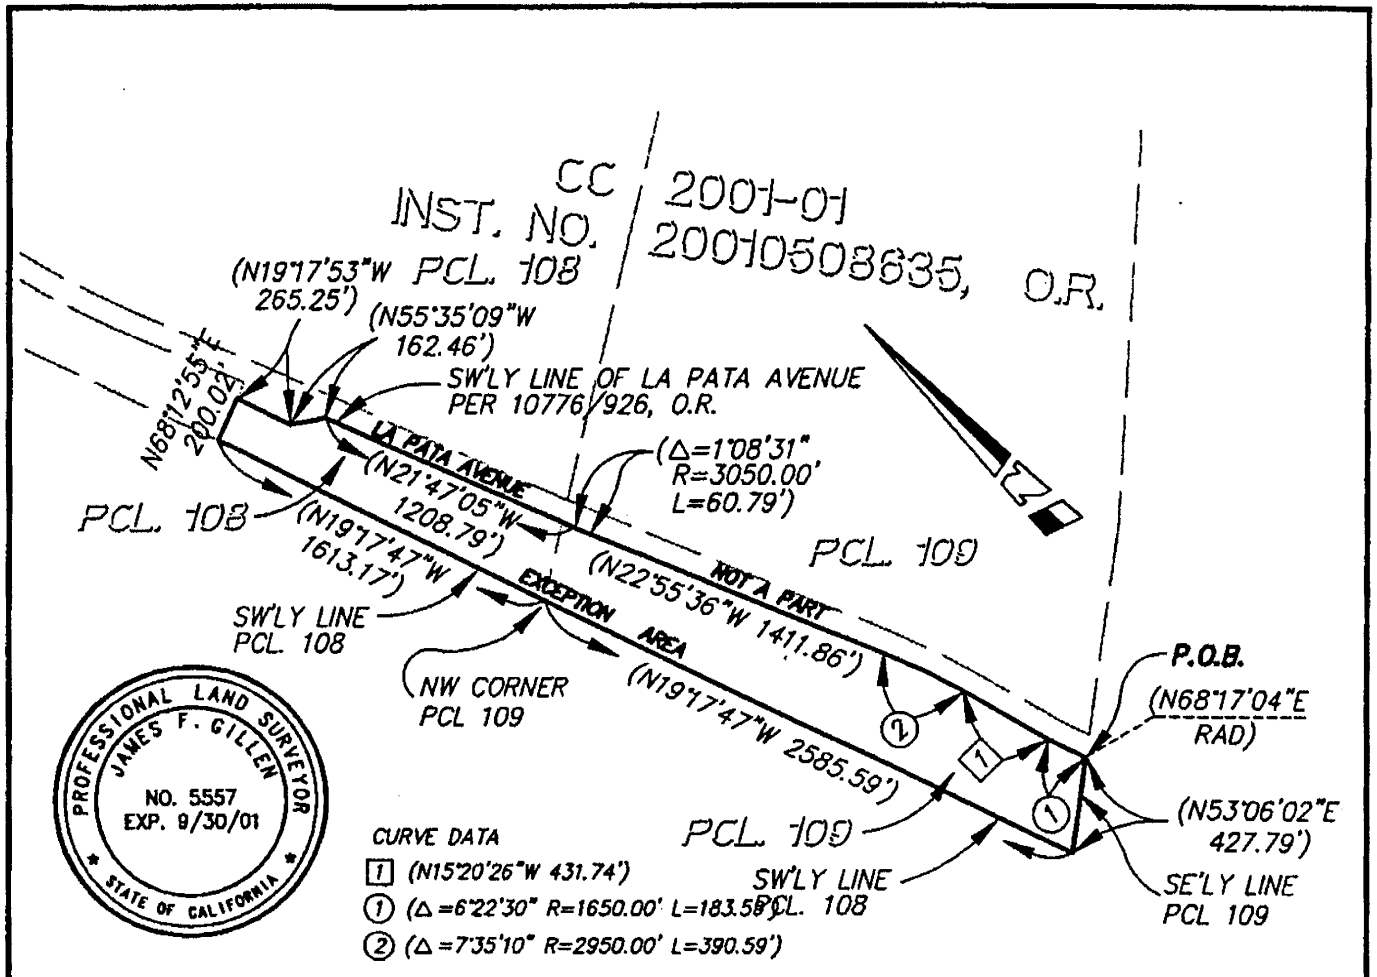 CC 2001-01
INST. NO. 20010508635, O.R.
(N19°17'53"W
265.25')
PCL. 108
(N55°35'09"W
162.46')
SW'LY LINE OF LA PATA AVENUE
PER 10776/926, O.R.
N68°12'55"E
200.02'
LA PATA AVENUE
(Δ=1°08'31"
R=3050.00'
L=60.79')
(N21°47'05"W
1208.79')
PCL. 108
(N19°17'47"W
1613.17')
PCL. 109
NOT A PART
(N22°55'36"W 1411.86')
EXCEPTION AREA
SW'LY LINE
PCL. 108
NW CORNER
PCL 109
(N19°17'47"W 2585.59')
P.O.B.
(N68°17'04"E
RAD)
2
1
1
(N53°06'02"E
427.79')
PCL. 109
SW'LY LINE
PCL. 108
SE'LY LINE
PCL 109
PROFESSIONAL LAND SURVEYOR
JAMES F. GILLEN
NO. 5557
EXP. 9/30/01
STATE OF CALIFORNIA
CURVE DATA
1 (N15°20'26"W 431.74')
1 (Δ=6°22'30" R=1650.00' L=183.59')
2 (Δ=7°35'10" R=2950.00' L=390.59')
N